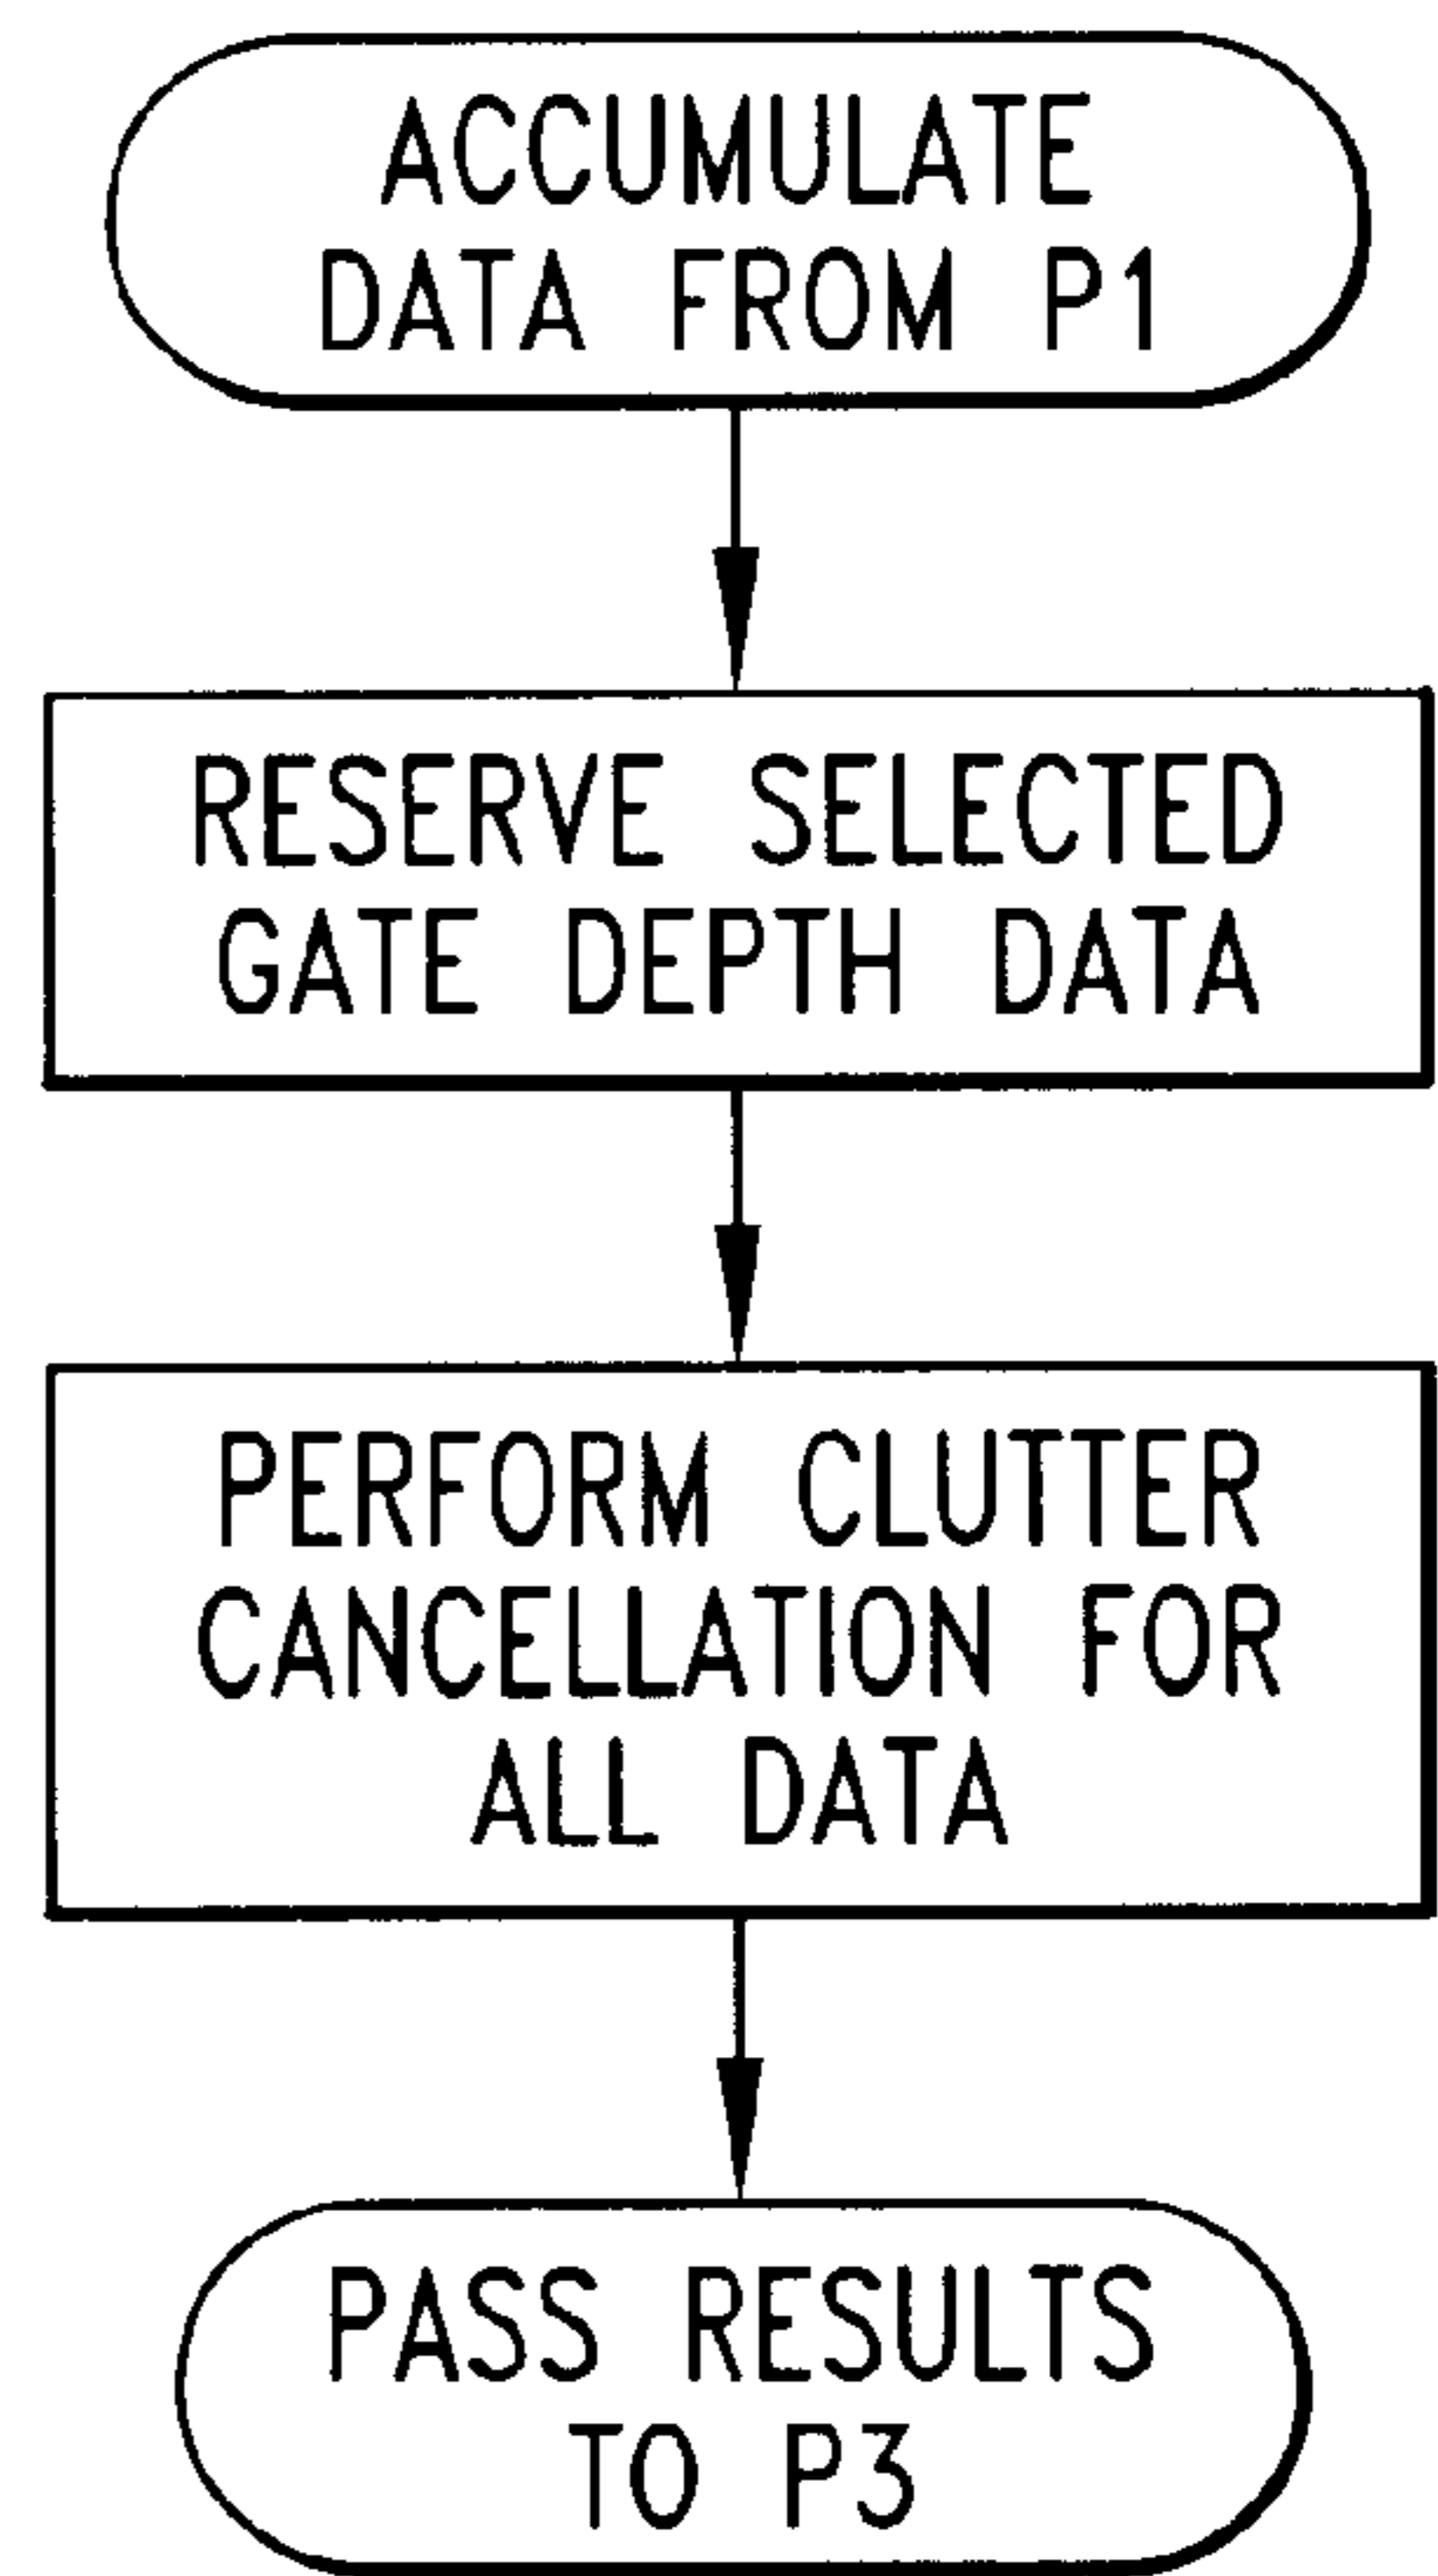 ACCUMULATE
DATA FROM P1
RESERVE SELECTED
GATE DEPTH DATA
PERFORM CLUTTER
CANCELLATION FOR
ALL DATA
PASS RESULTS
TO P3